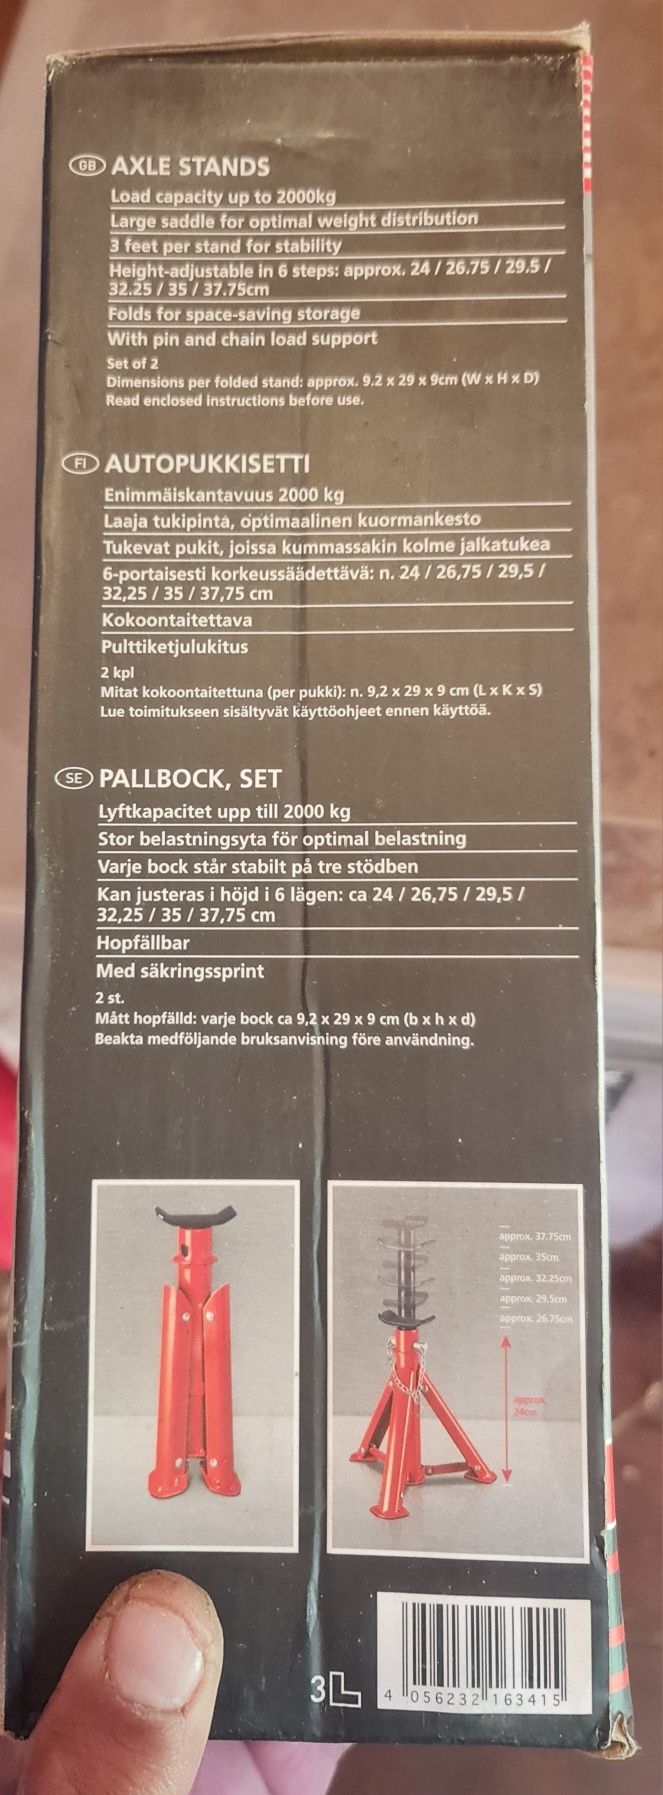 GB AXLE STANDS
Load capacity up to 2000kg
Large saddle for optimal weight distribution
3 feet per stand for stability
Height-adjustable in 6 steps: approx. 24 / 26.75 / 29.5 /
32.25 / 35 / 37.75cm
Folds for space-saving storage
With pin and chain load support
Set of 2
Dimensions per folded stand: approx. 9.2 x 29 x 9cm (W x H x D)
Read enclosed instructions before use.
FI AUTOPUKKISETTI
Enimmäiskantavuus 2000 kg
Laaja tukipinta, optimaalinen kuormankesto
Tukevat pukit, joissa kummassakin kolme jalkatukea
6-portaisesti korkeussäädettävä: n. 24 / 26,75 / 29,5 /
32,25 / 35 / 37,75 cm
Kokoontaitettava
Pulttiketjulukitus
2 kpl
Mitat kokoontaitettuna (per pukki): n. 9,2 x 29 x 9 cm (L x K x S)
Lue toimitukseen sisältyvät käyttöohjeet ennen käyttöä.
SE PALLBOCK, SET
Lyftkapacitet upp till 2000 kg
Stor belastningsyta för optimal belastning
Varje bock står stabilt på tre stödben
Kan justeras i höjd i 6 lägen: ca 24 / 26,75 / 29,5 /
32,25 / 35 / 37,75 cm
Hopfällbar
Med säkringssprint
2 st.
Mått hopfälld: varje bock ca 9,2 x 29 x 9 cm (b x h x d)
Beakta medföljande bruksanvisning före användning.
approx. 37.75cm
approx. 35cm
approx. 32.25cm
approx. 29.5cm
approx. 26.75cm
approx.
24cm
3L
4 056232 163415